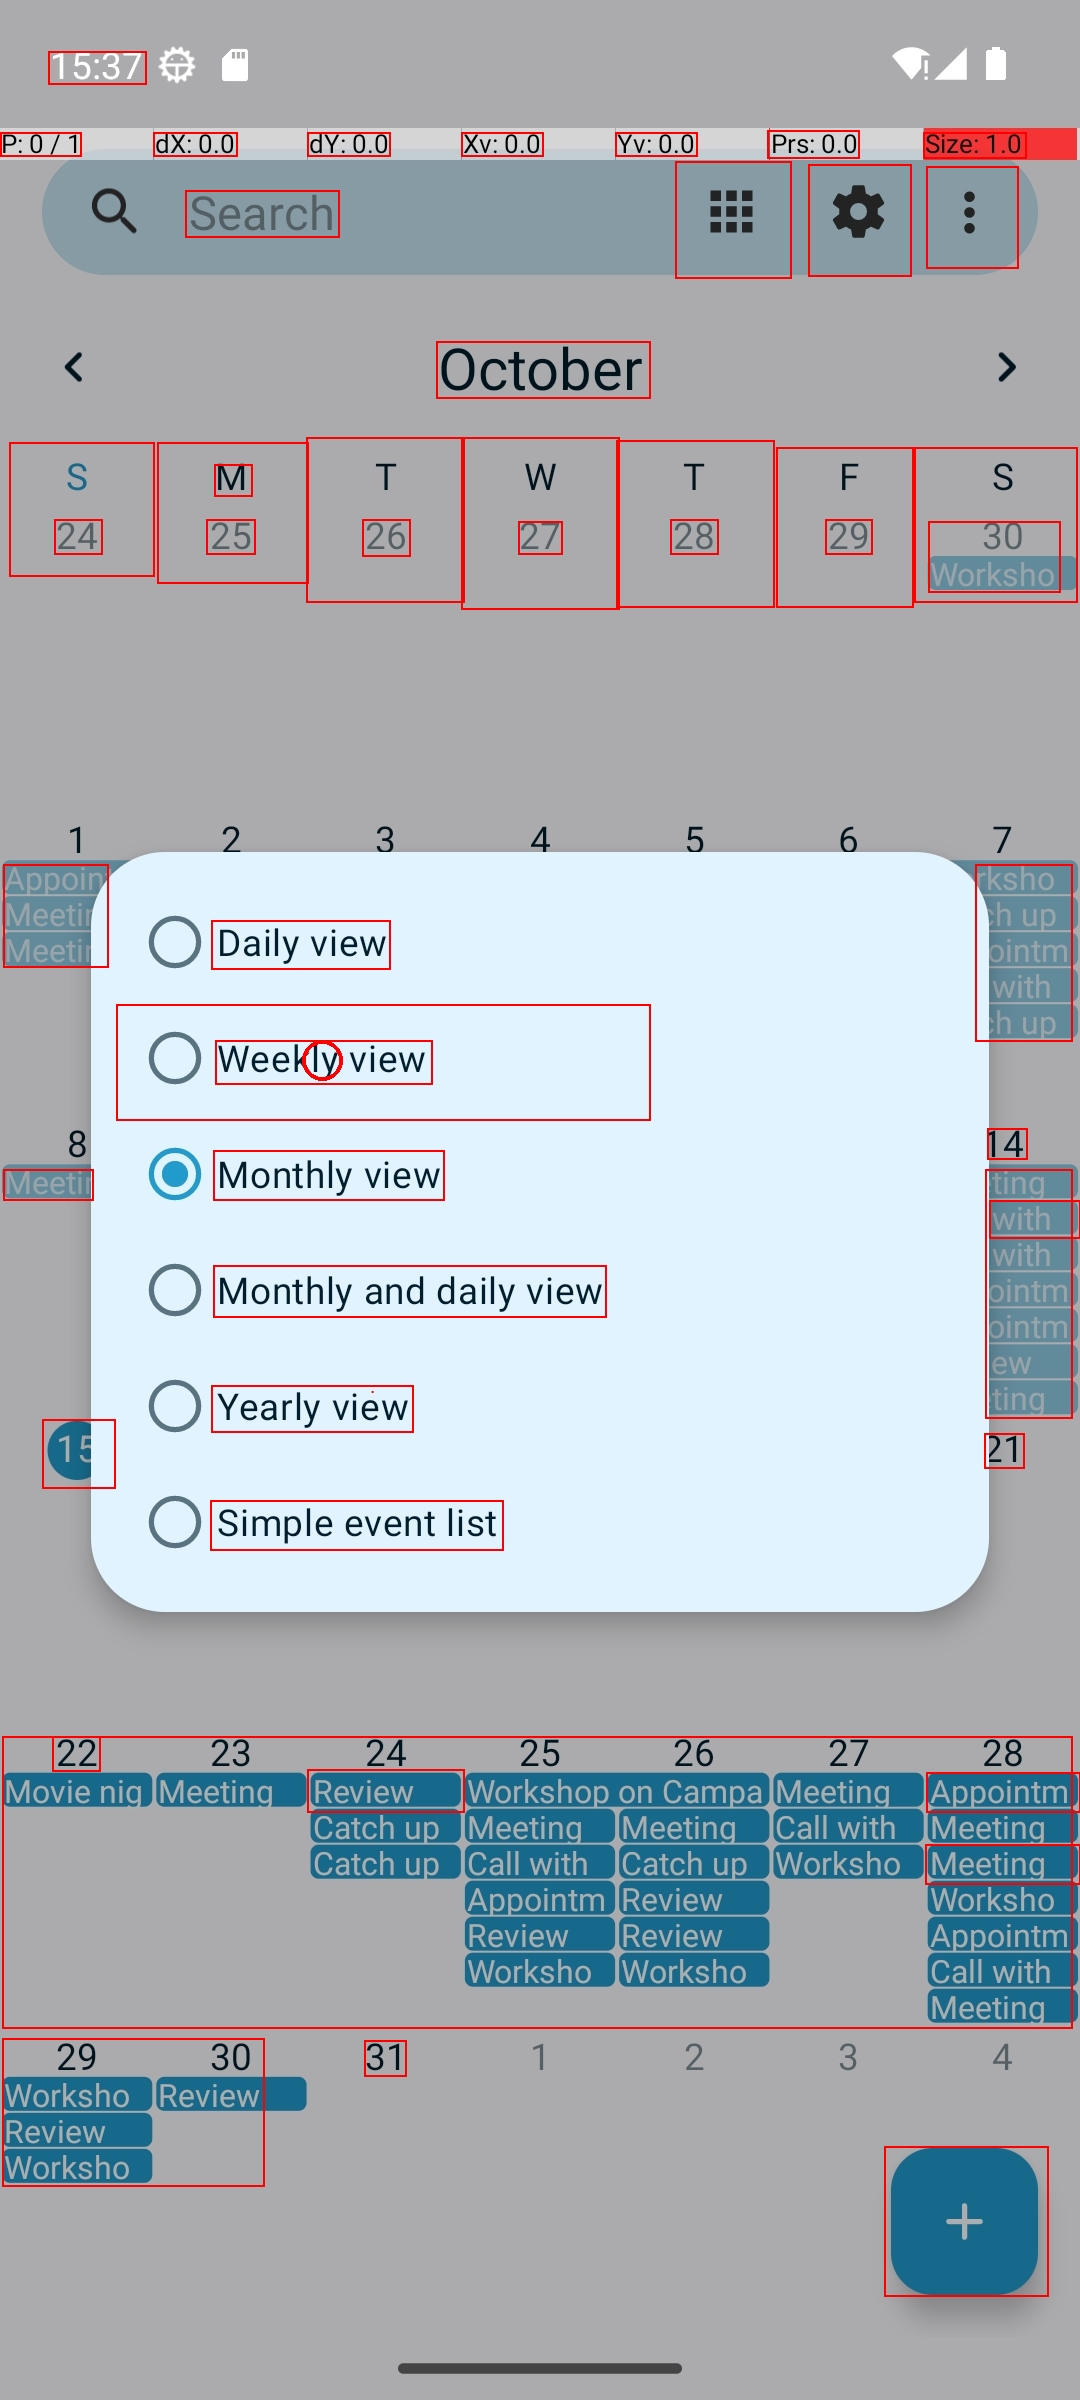 15:37
P: 0 / 1 dX: 0.0 dY: 0.0 Xv: 0.0 Yv: 0.0 Prs: 0.0 Size: 1.0
Search
October
S M T W T F S
24 25 26 27 28 29 30
Worksho
1 2 3 4 5 6 7
Appoin rksho
Meetin ch up
Meetin ointm
with
ch up
Daily view
Weekly view
Monthly view
Monthly and daily view
Yearly view
Simple event list
8 14
Meetin ting
with
with
ointm
ointm
ew
ting
15 21
22 23 24 25 26 27 28
Movie nig Meeting Review Workshop on Campa Meeting Appointm
Catch up Meeting Meeting Call with Meeting
Catch up Call with Catch up Worksho Meeting
Appointm Review Worksho
Review Review Appointm
Worksho Worksho Call with
Meeting
29 30 31 1 2 3 4
Worksho Review
Review
Worksho